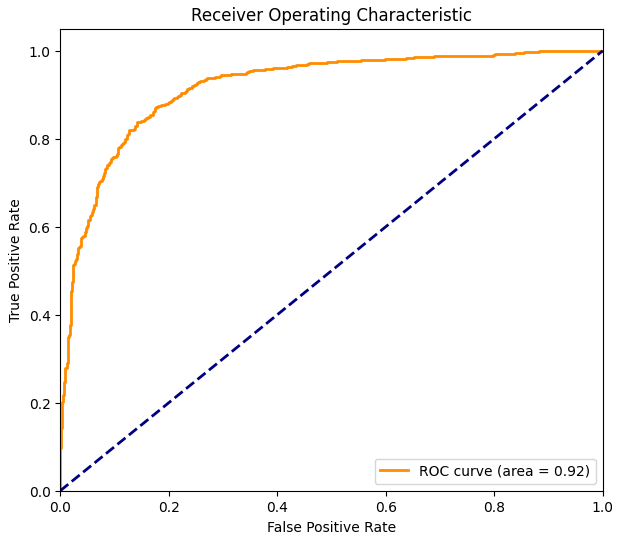 Receiver Operating Characteristic
1.0
0.8
0.6
0.4
0.2
0.0
True Positive Rate
ROC curve (area = 0.92)
0.0 0.2 0.4 0.6 0.8 1.0
False Positive Rate